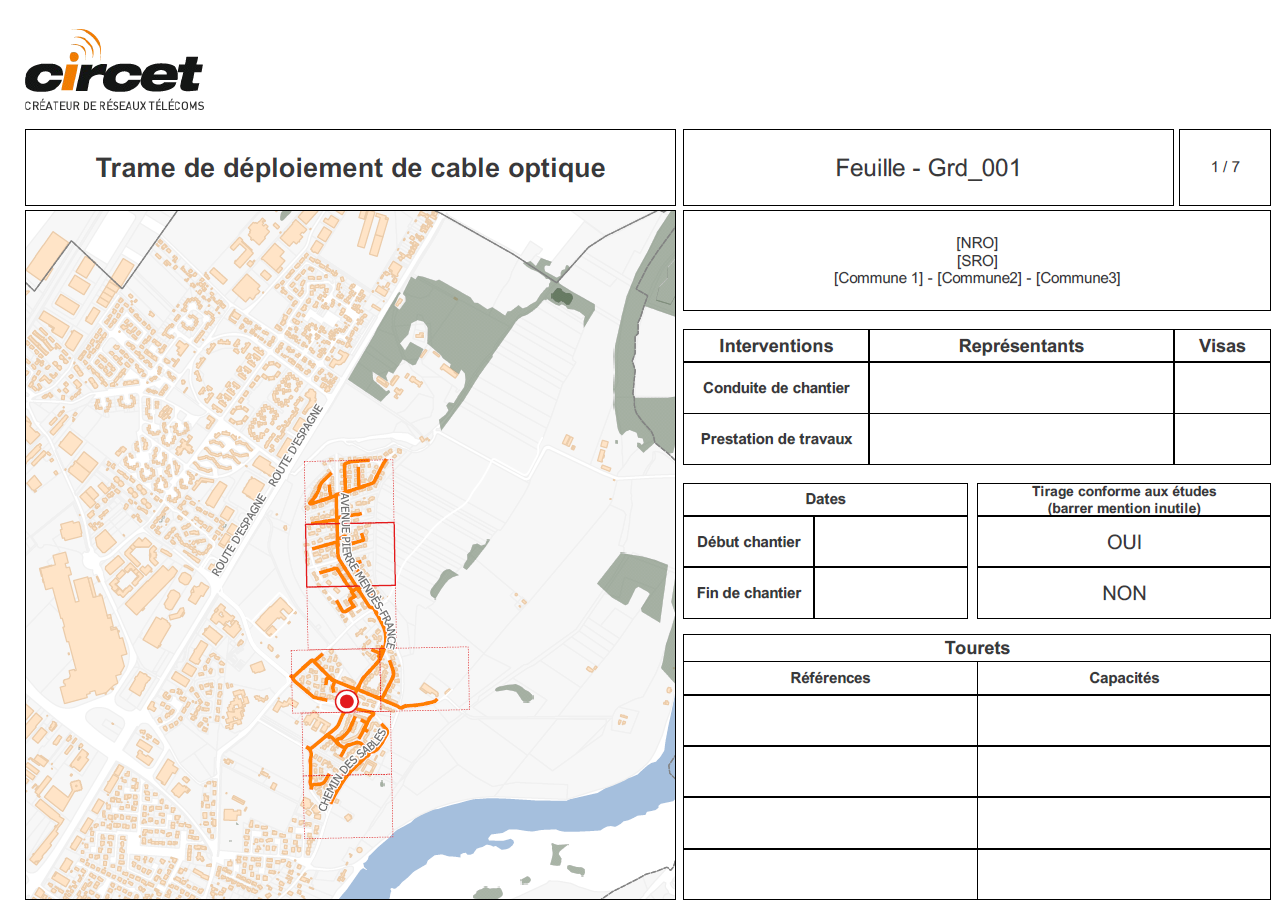 circet
CRÉATEUR DE RÉSEAUX TÉLÉCOMS
Trame de déploiement de cable optique
Feuille - Grd_001
1 / 7
ROUTE D'ESPAGNE
ROUTE D'ESPAGNE
AVENUE PIERRE MENDÈS-FRANCE
CHEMIN DES SABLES
[NRO]
[SRO]
[Commune 1] - [Commune2] - [Commune3]
Interventions
Représentants
Visas
Conduite de chantier
Prestation de travaux
Dates
Début chantier
Fin de chantier
Tirage conforme aux études
(barrer mention inutile)
OUI
NON
Tourets
Références
Capacités